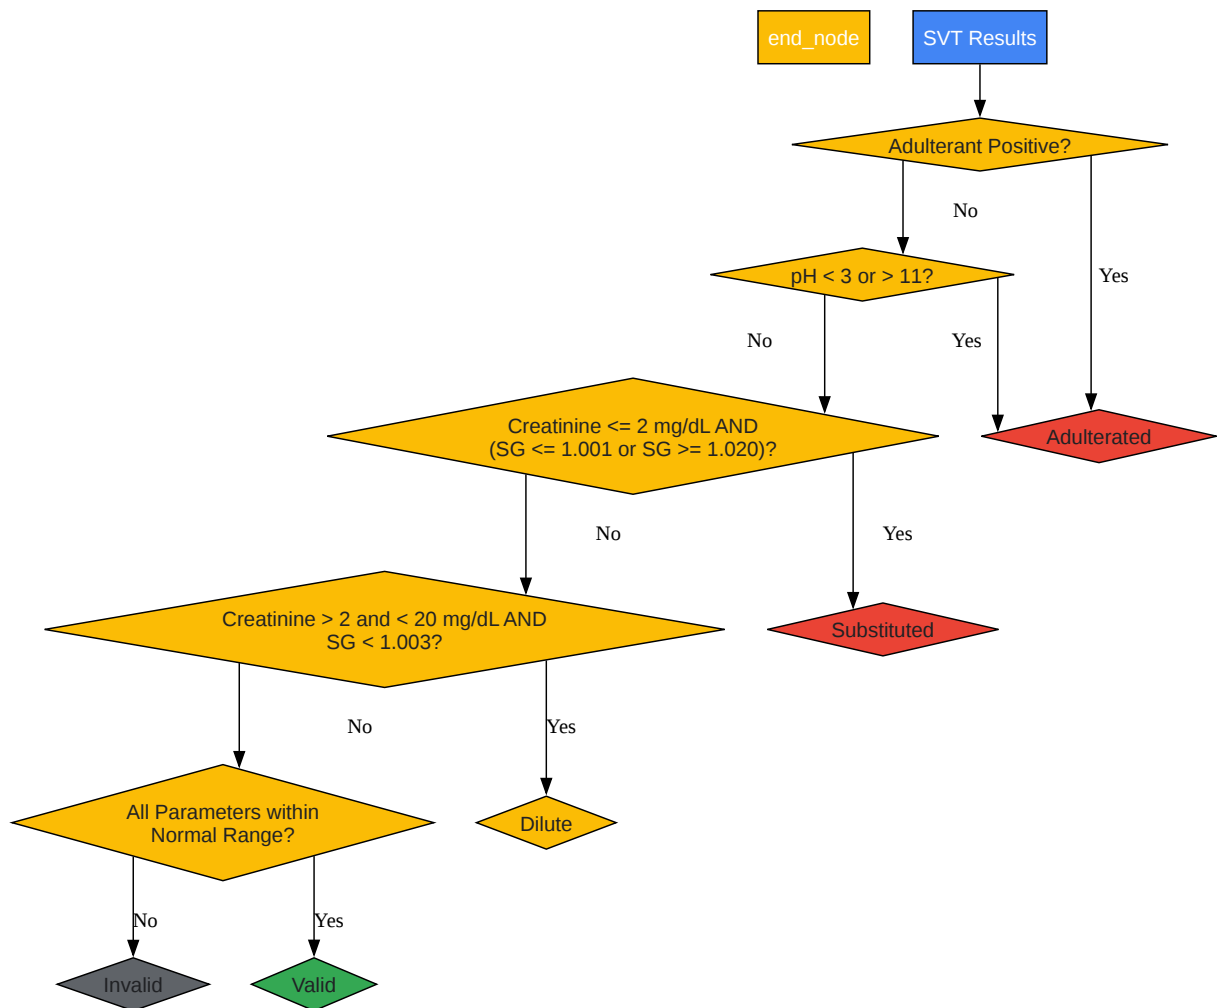 end_node
SVT Results
Adulterant Positive?
No
pH < 3 or > 11?
Yes
No
Yes
Creatinine <= 2 mg/dL AND
(SG <= 1.001 or SG >= 1.020)?
Adulterated
No
Yes
Creatinine > 2 and < 20 mg/dL AND
SG < 1.003?
Substituted
No
Yes
All Parameters within
Normal Range?
Dilute
No
Yes
Invalid
Valid